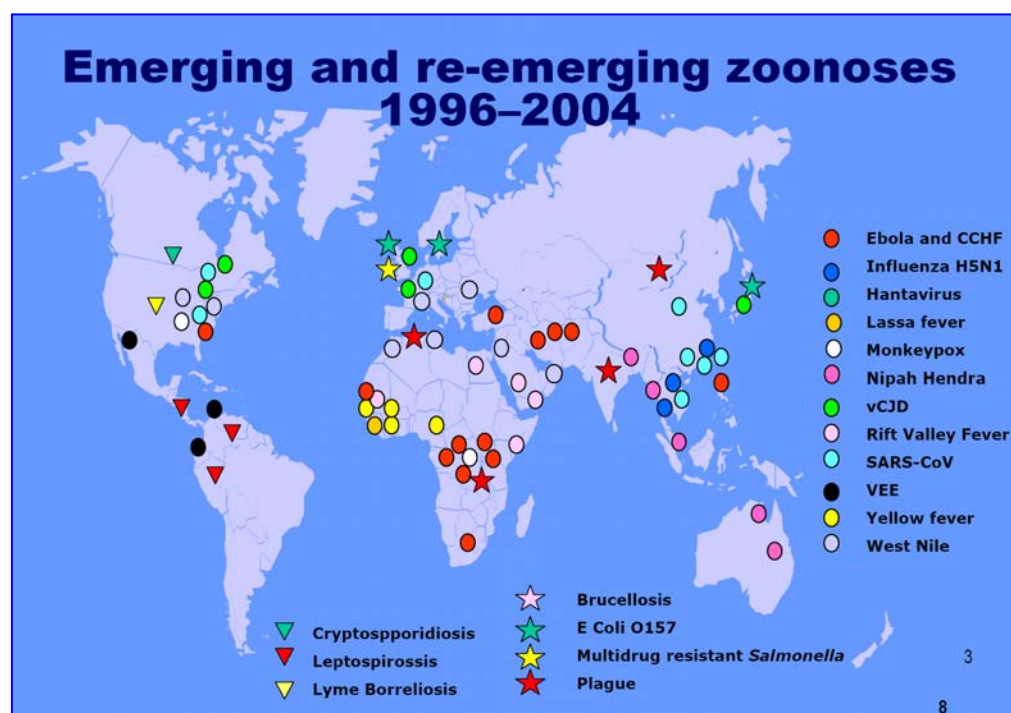 Emerging and re-emerging zoonoses
1996–2004
Ebola and CCHF
Influenza H5N1
Hantavirus
Lassa fever
Monkeypox
Nipah Hendra
vCJD
Rift Valley Fever
SARS-CoV
VEE
Yellow fever
West Nile
Brucellosis
E Coli O157
Multidrug resistant Salmonella
Plague
Cryptospporidiosis
Leptospirossis
Lyme Borreliosis
3
8